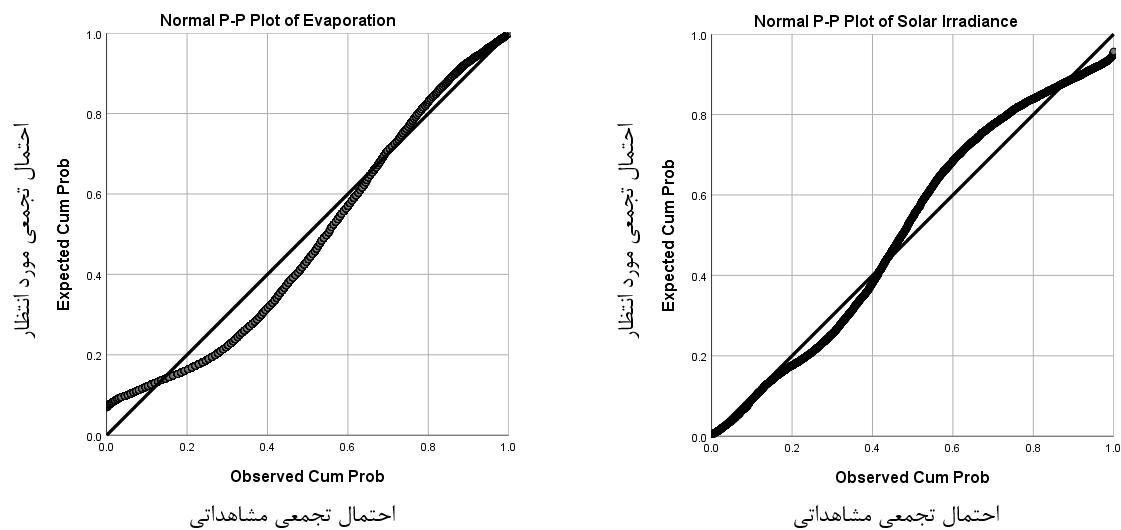 Normal P-P Plot of Evaporation
احتمال تجمعی مورد انتظار
Expected Cum Prob
1.0
0.8
0.6
0.4
0.2
0.0
0.0 0.2 0.4 0.6 0.8 1.0
Observed Cum Prob
احتمال تجمعی مشاهداتی
Normal P-P Plot of Solar Irradiance
احتمال تجمعی مورد انتظار
Expected Cum Prob
1.0
0.8
0.6
0.4
0.2
0.0
0.0 0.2 0.4 0.6 0.8 1.0
Observed Cum Prob
احتمال تجمعی مشاهداتی